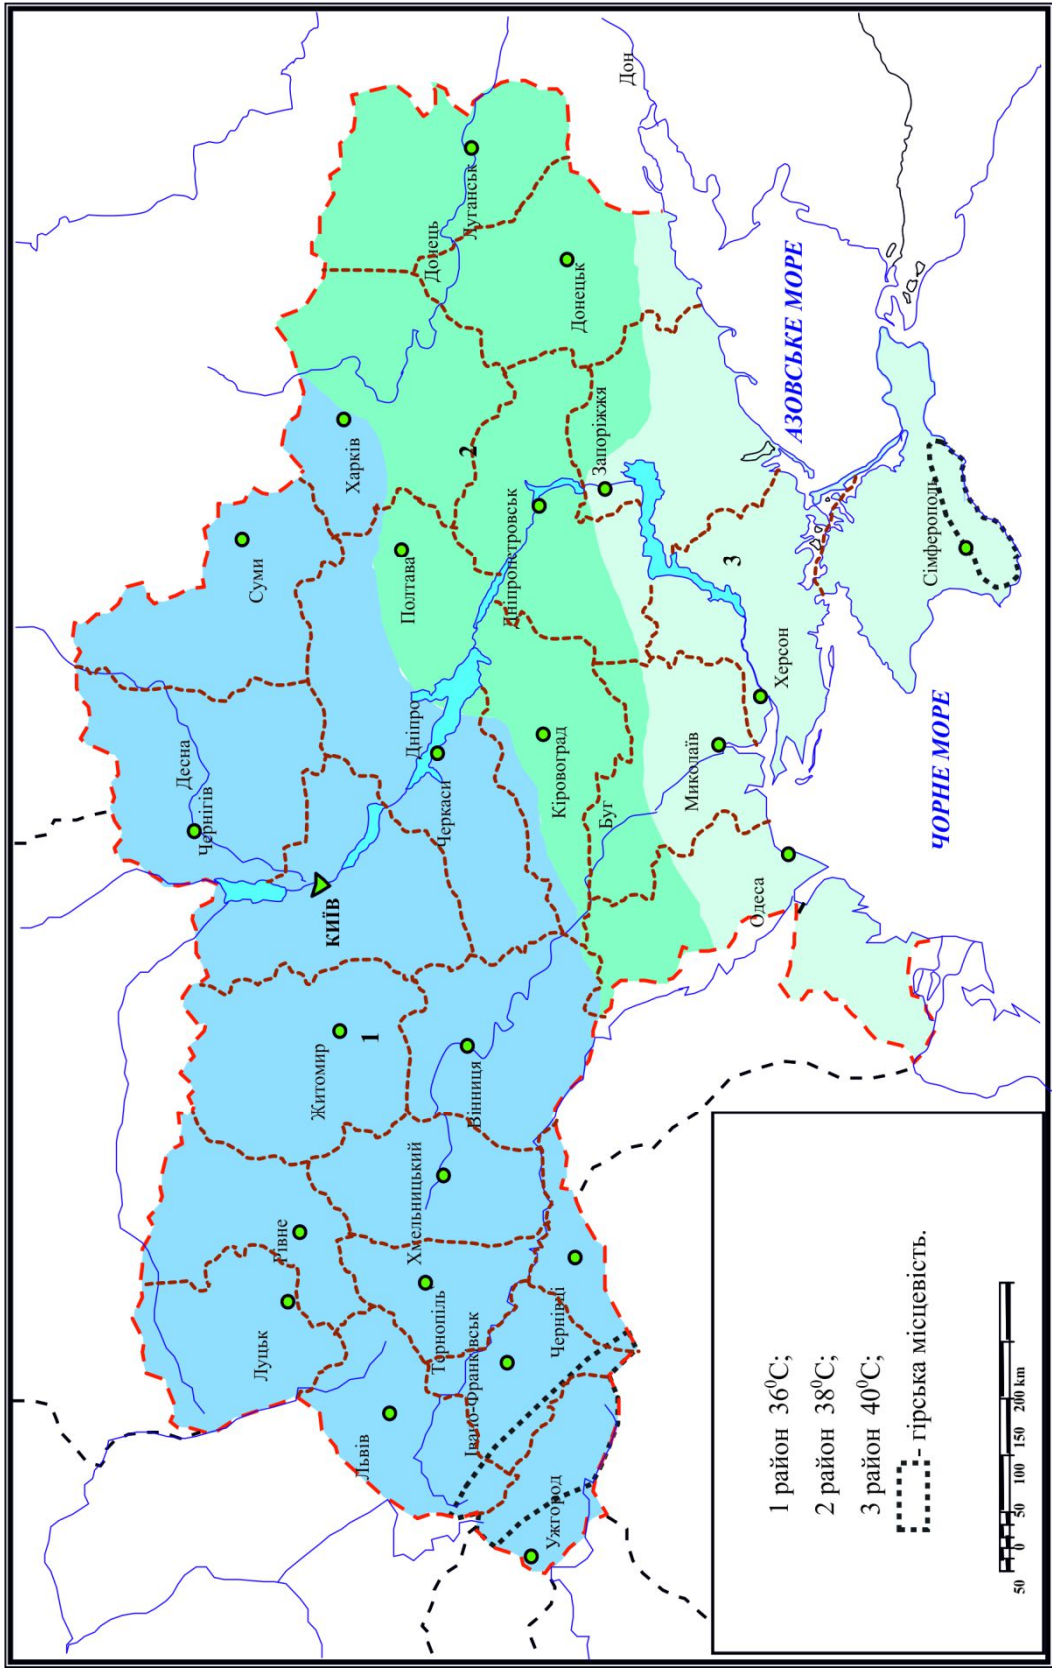 Десна
Чернігів
Суми
Луцьк
Рівне
Житомир
1
КИЇВ
Харків
Львів
Тернопіль
Хмельницький
Вінниця
Черкаси
Дніпро
Полтава
2
Донець
Луганськ
Ужгород
Івано-Франківськ
Чернівці
Кіровоград
Дніпропетровськ
Донецьк
Буг
Запоріжжя
Дон
Одеса
Миколаїв
Херсон
3
АЗОВСЬКЕ МОРЕ
ЧОРНЕ МОРЕ
Сімферополь
1 район 36⁰С;
2 район 38⁰С;
3 район 40⁰С;
- гірська місцевість.
50 0 50 100 150 200 km